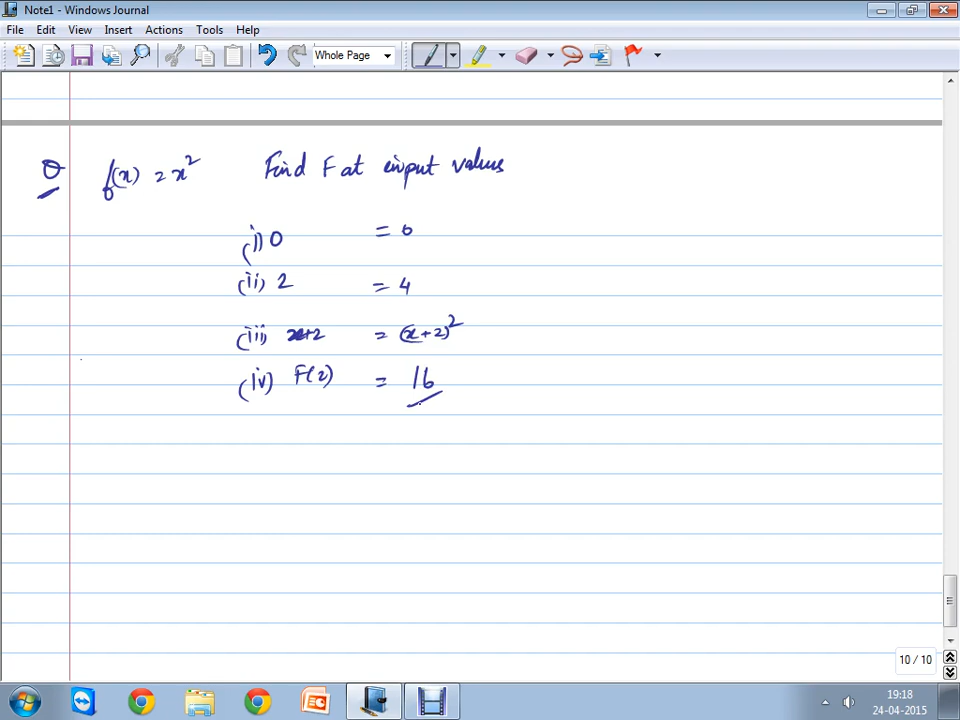 Note1 - Windows Journal
File Edit View Insert Actions Tools Help
Whole Page
Q f(x) = x² Find F at input values
(i) 0 = 0
(ii) 2 = 4
(iii) x+2 = (x+2)²
(iv) F(2) = 16
10 / 10
19:18
24-04-2015